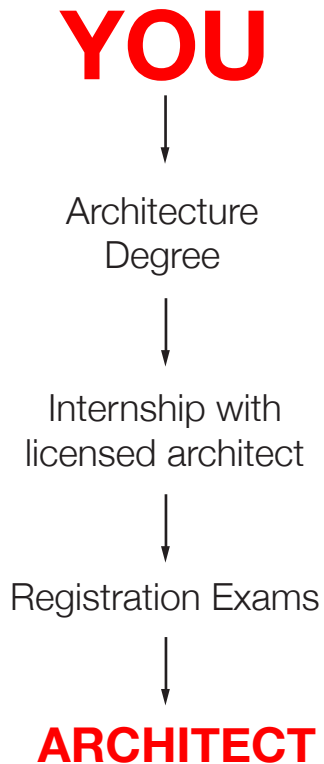 YOU
Architecture
Degree
Internship with
licensed architect
Registration Exams
ARCHITECT